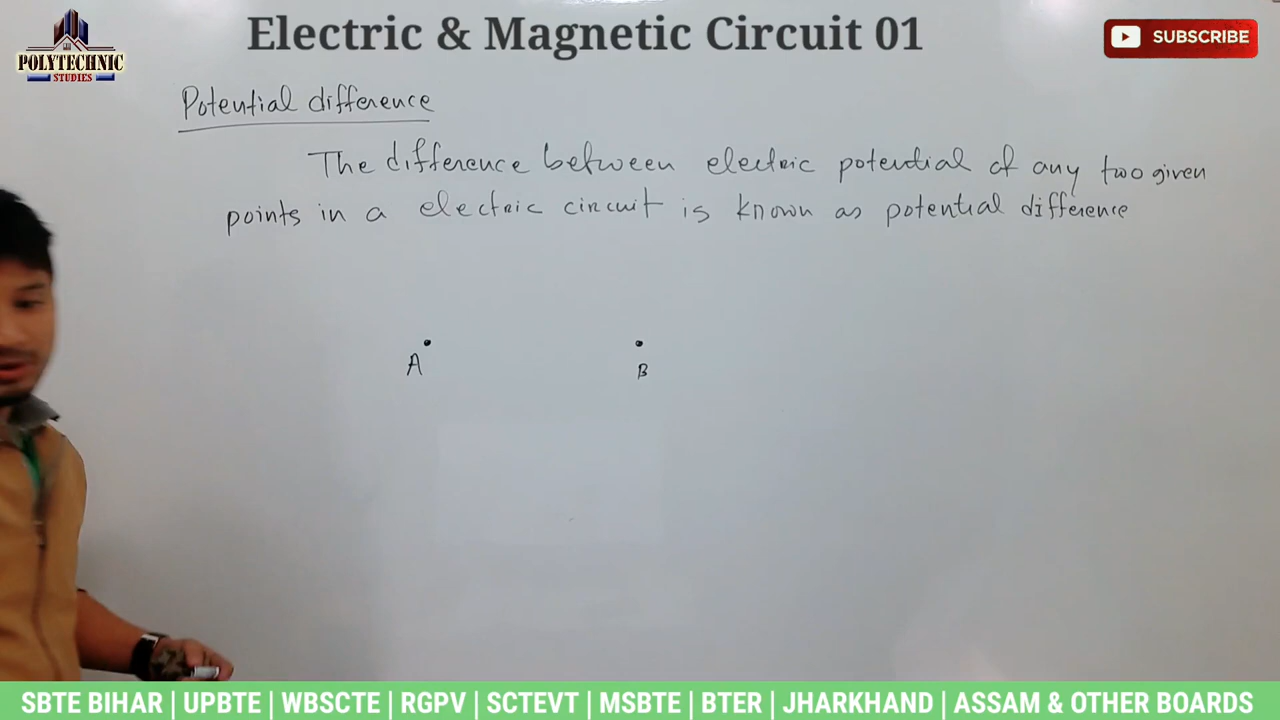 Electric & Magnetic Circuit 01
POLYTECHNIC
STUDIES
SUBSCRIBE
Potential difference
The difference between electric potential of any two given
points in a electric circuit is known as potential difference
A
B
SBTE BIHAR | UPBTE | WBSCTE | RGPV | SCTEVT | MSBTE | BTER | JHARKHAND | ASSAM & OTHER BOARDS